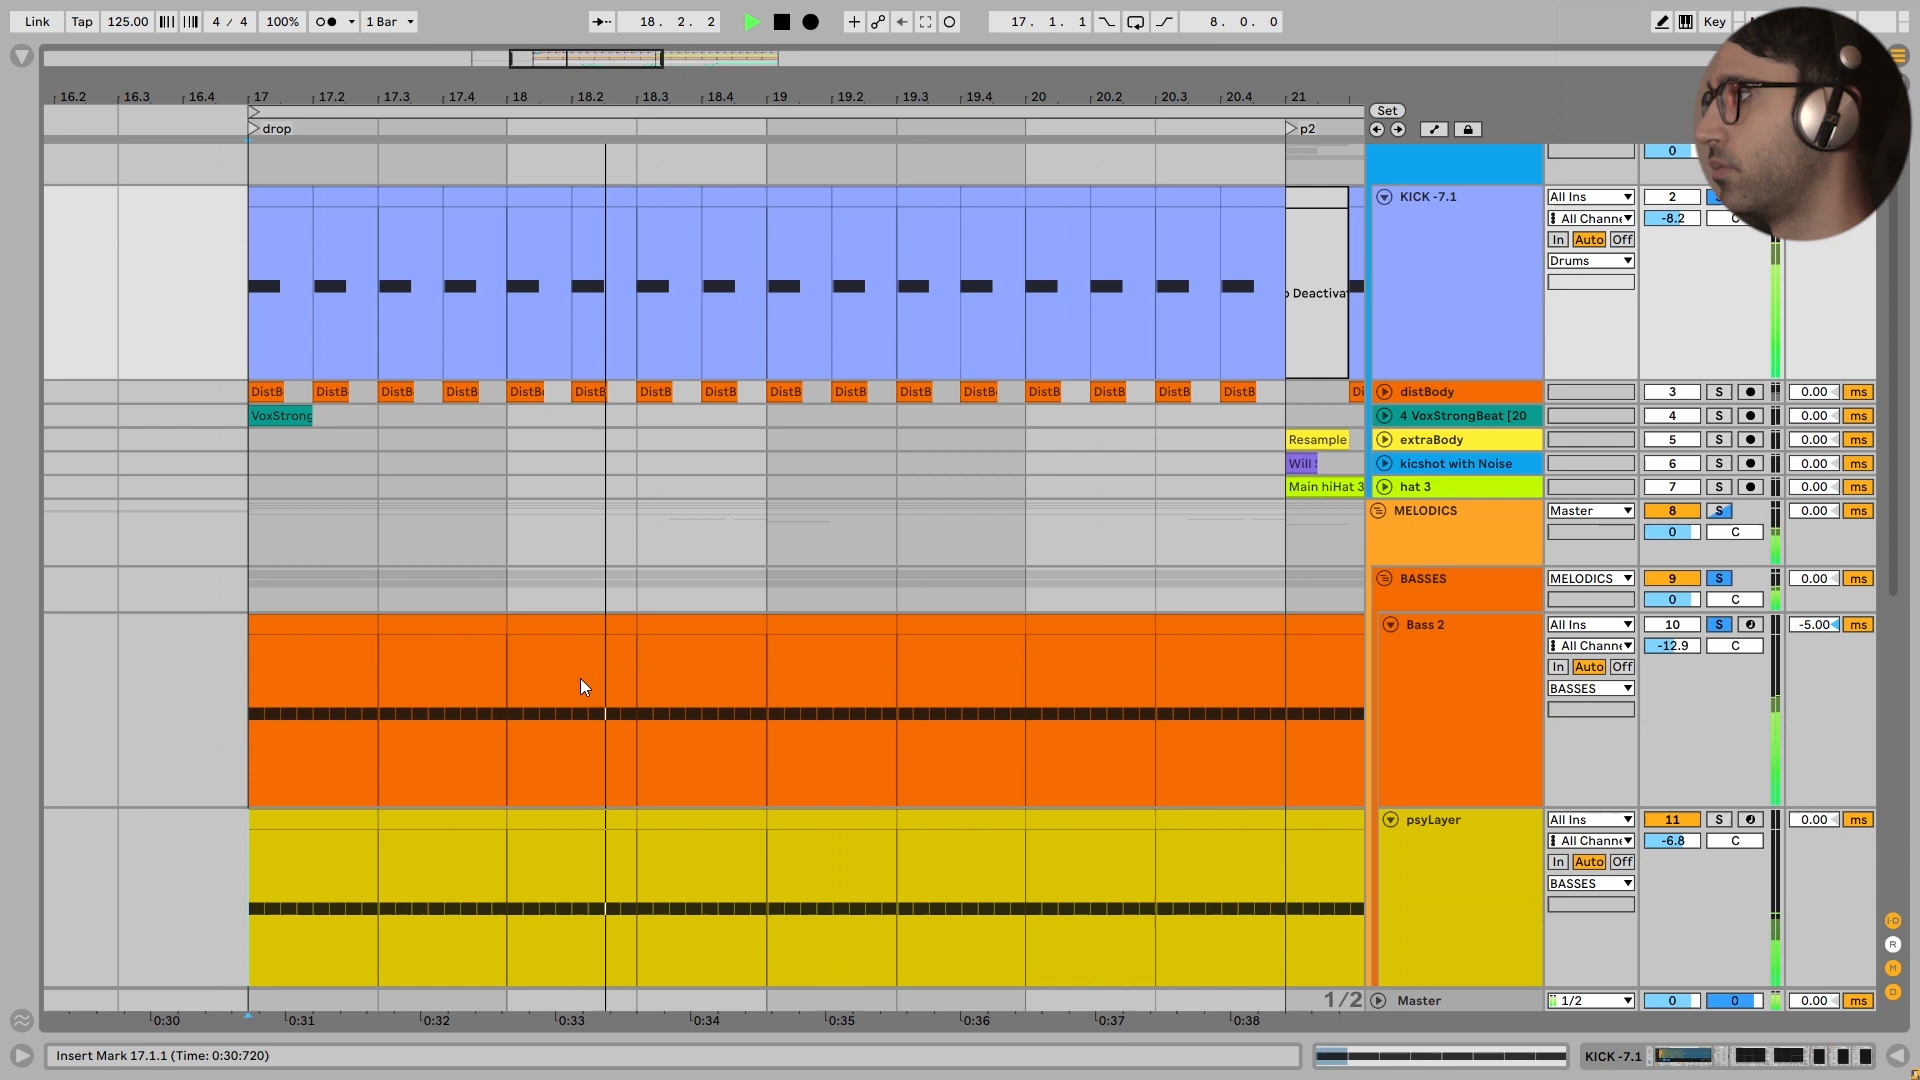 Link Tap 125.00 4 / 4 100% 1 Bar 18. 2. 2 17. 1. 1 8. 0. 0 Key
16.2 16.3 16.4 17 17.2 17.3 17.4 18 18.2 18.3 18.4 19 19.2 19.3 19.4 20 20.2 20.3 20.4 21
Set
drop p2
0
KICK -7.1 All Ins 2
All Channe -8.2 C
In Auto Off
Drums
o Deactivat
DistB DistB DistB DistB DistB DistB DistB DistB DistB DistB DistB DistB DistB DistB DistB DistB Di distBody 3 S 0.00 ms
VoxStrong 4 VoxStrongBeat [20 4 S 0.00 ms
Resample extraBody 5 S 0.00 ms
Will kicshot with Noise 6 S 0.00 ms
Main hiHat 3 hat 3 7 S 0.00 ms
MELODICS Master 8 S 0.00 ms
0 C
BASSES MELODICS 9 S 0.00 ms
0 C
Bass 2 All Ins 10 S -5.00 ms
All Channe -12.9 C
In Auto Off
BASSES
psyLayer All Ins 11 S 0.00 ms
All Channe -6.8 C
In Auto Off
BASSES
I·O
R
M
D
1/2 Master 1/2 0 0 0.00 ms
0:30 0:31 0:32 0:33 0:34 0:35 0:36 0:37 0:38
Insert Mark 17.1.1 (Time: 0:30:720) KICK -7.1